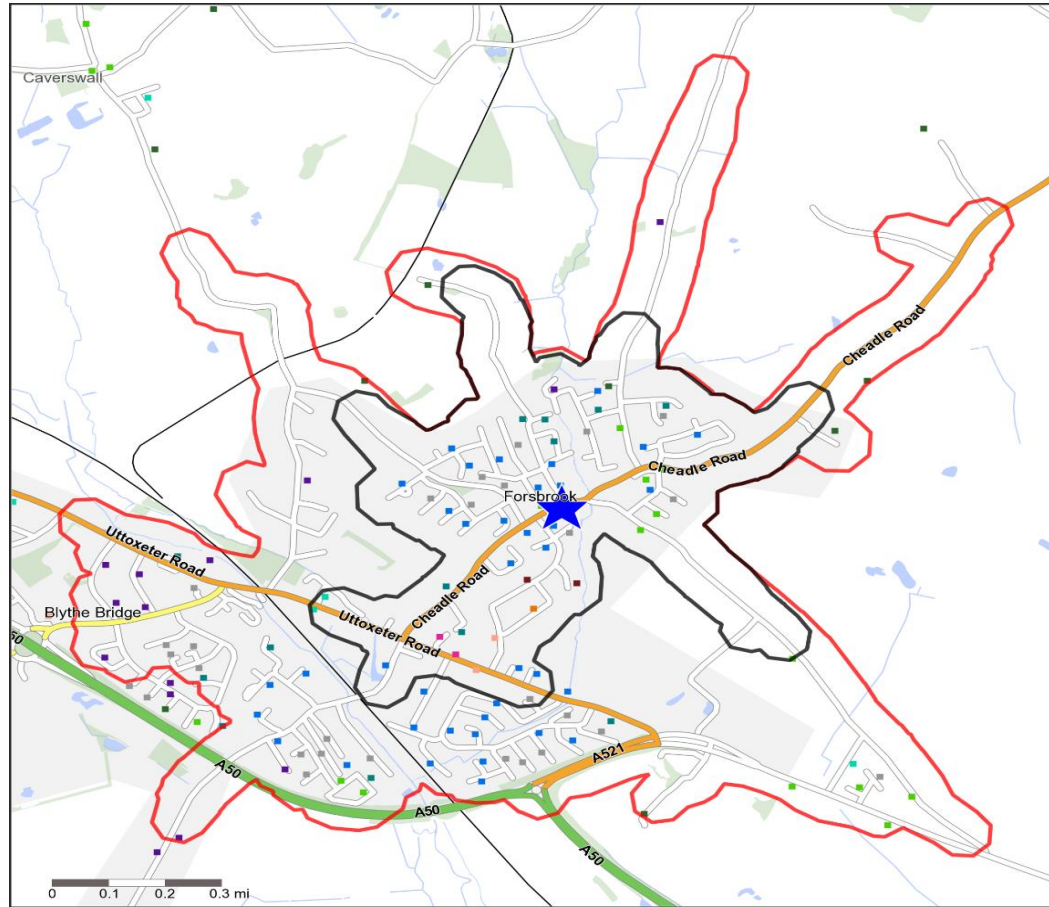 Caverswall
Cheadle Road
Cheadle Road
Forsbrook
Uttoxeter Road
Cheadle Road
Blythe Bridge
Uttoxeter Road
50
A50
A521
A50
A50
0 0.1 0.2 0.3 mi